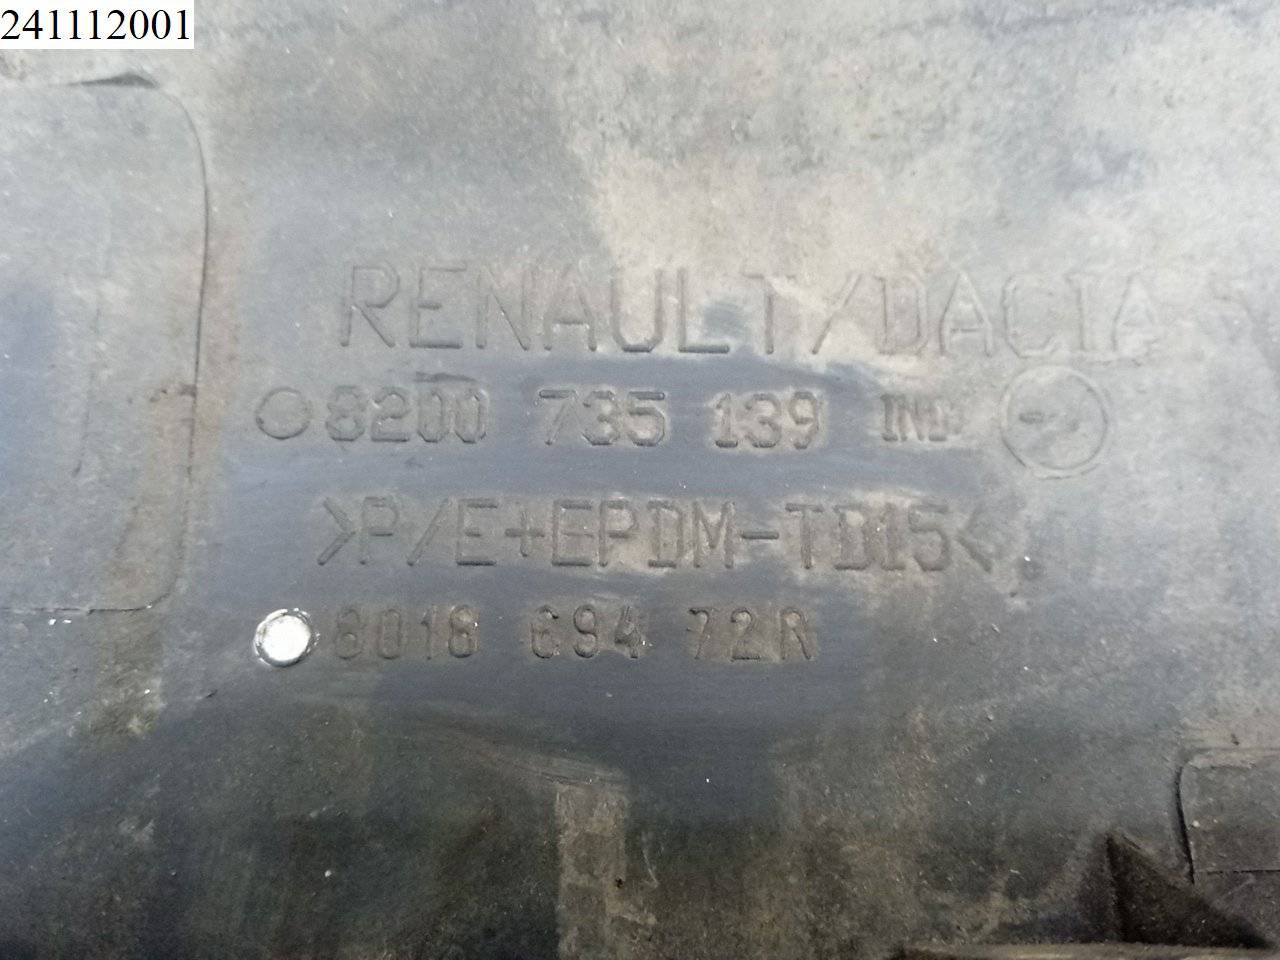 241112001
RENAULT/DACIA
8200 735 139 IND
>P/E+EPDM-TD15<
8018 694 72R